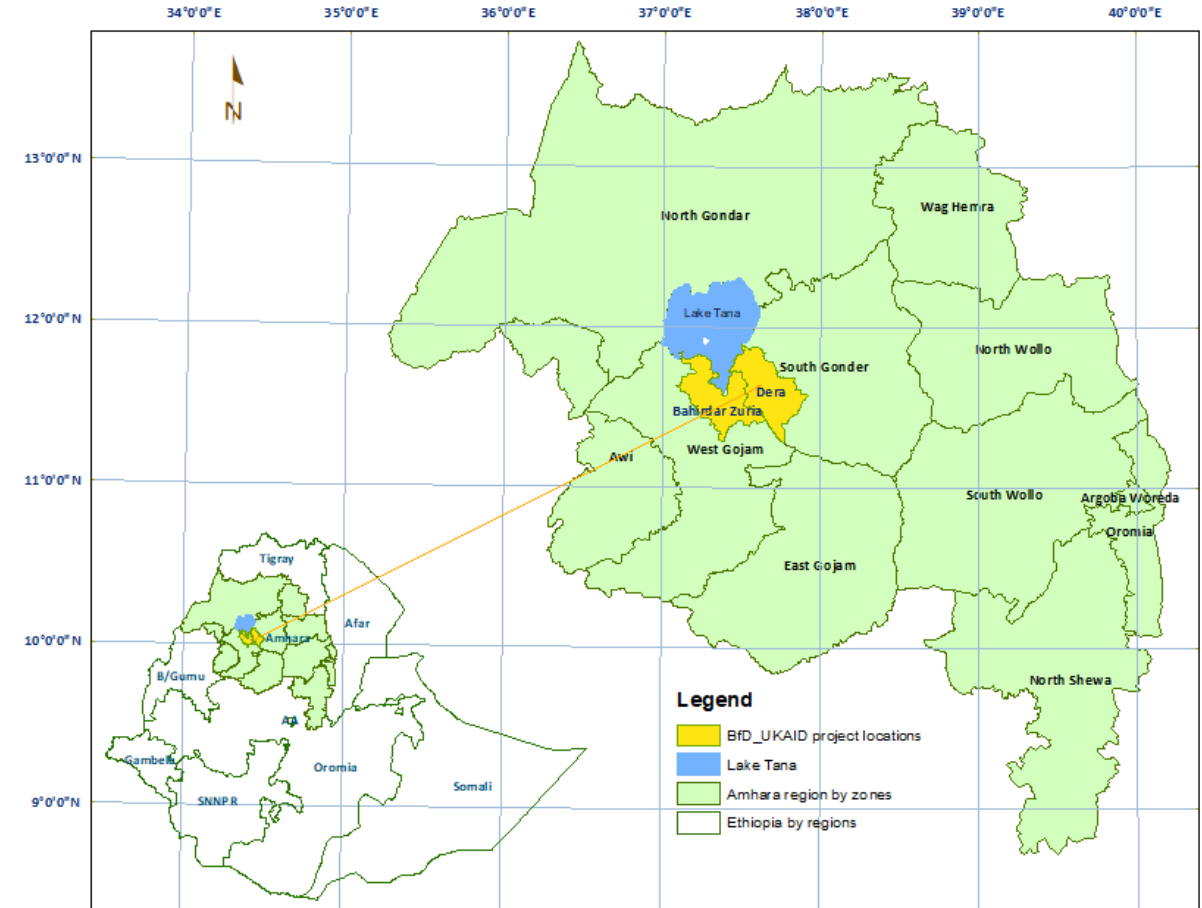 34°0'0"E
35°0'0"E
36°0'0"E
37°0'0"E
38°0'0"E
39°0'0"E
40°0'0"E
N
13°0'0"N
12°0'0"N
11°0'0"N
10°0'0"N
9°0'0"N
North Gondar
Wag Hemra
Lake Tana
North Wollo
South Gonder
Dera
Bahirdar Zuria
West Gojam
Awi
South Wollo
Argoba Woreda
Oromia
East Gojam
North Shewa
Tigray
Afar
Amhara
B/Gumu
AA
Gambela
Oromia
Somali
SNNPR
Legend
BfD_UKAID project locations
Lake Tana
Amhara region by zones
Ethiopia by regions